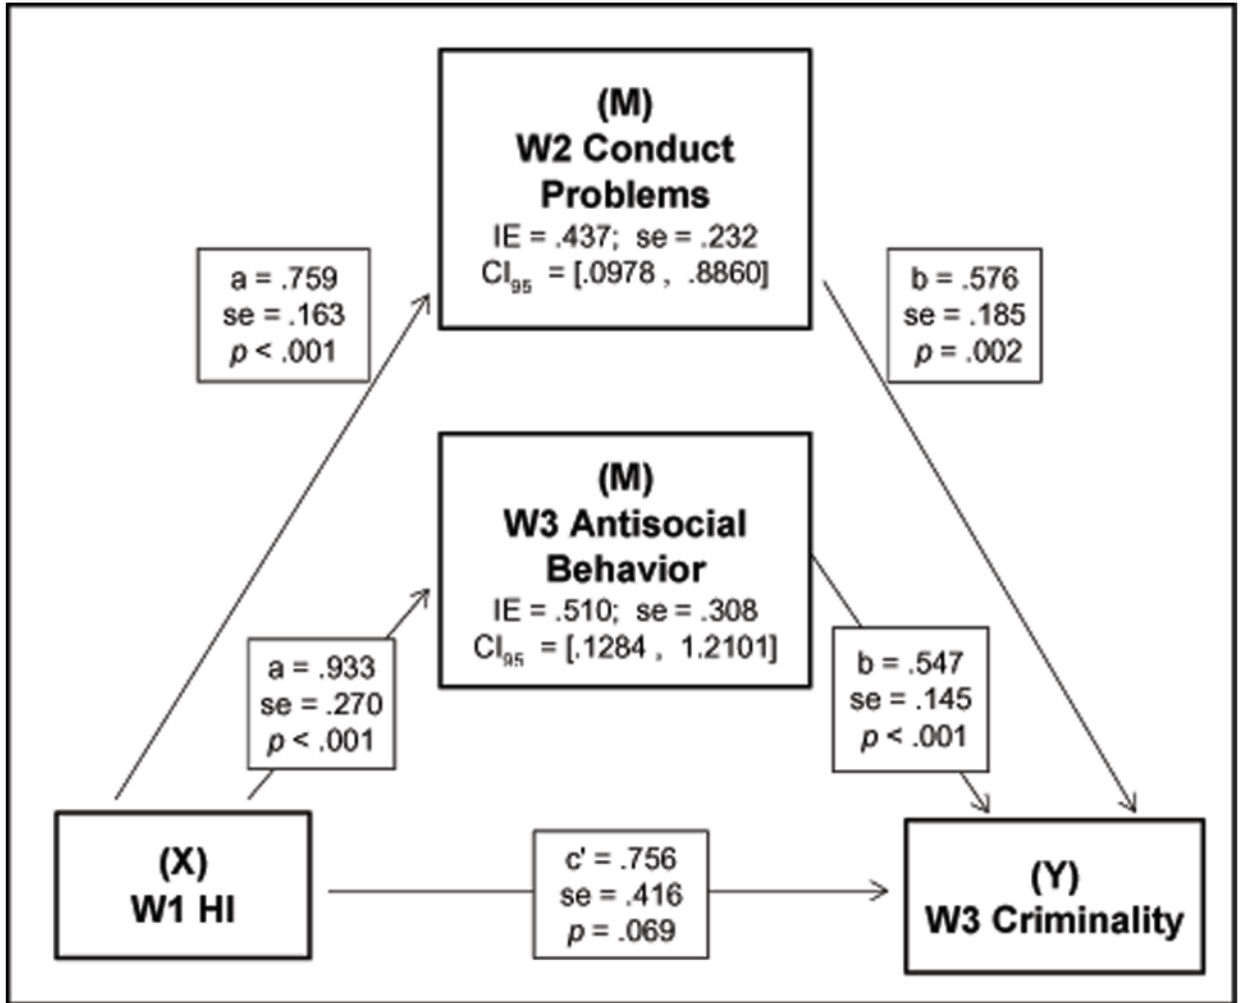 (M)
W2 Conduct
Problems
IE = .437; se = .232
CI95 = [.0978 , .8860]
a = .759
se = .163
p < .001
b = .576
se = .185
p = .002
(M)
W3 Antisocial
Behavior
IE = .510; se = .308
CI95 = [.1284 , 1.2101]
a = .933
se = .270
p < .001
b = .547
se = .145
p < .001
(X)
W1 HI
c' = .756
se = .416
p = .069
(Y)
W3 Criminality